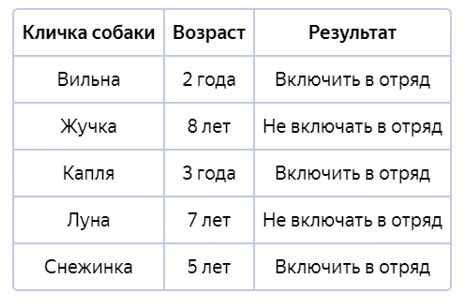 Кличка собаки Возраст Результат
Вильна 2 года Включить в отряд
Жучка 8 лет Не включать в отряд
Капля 3 года Включить в отряд
Луна 7 лет Не включать в отряд
Снежинка 5 лет Включить в отряд